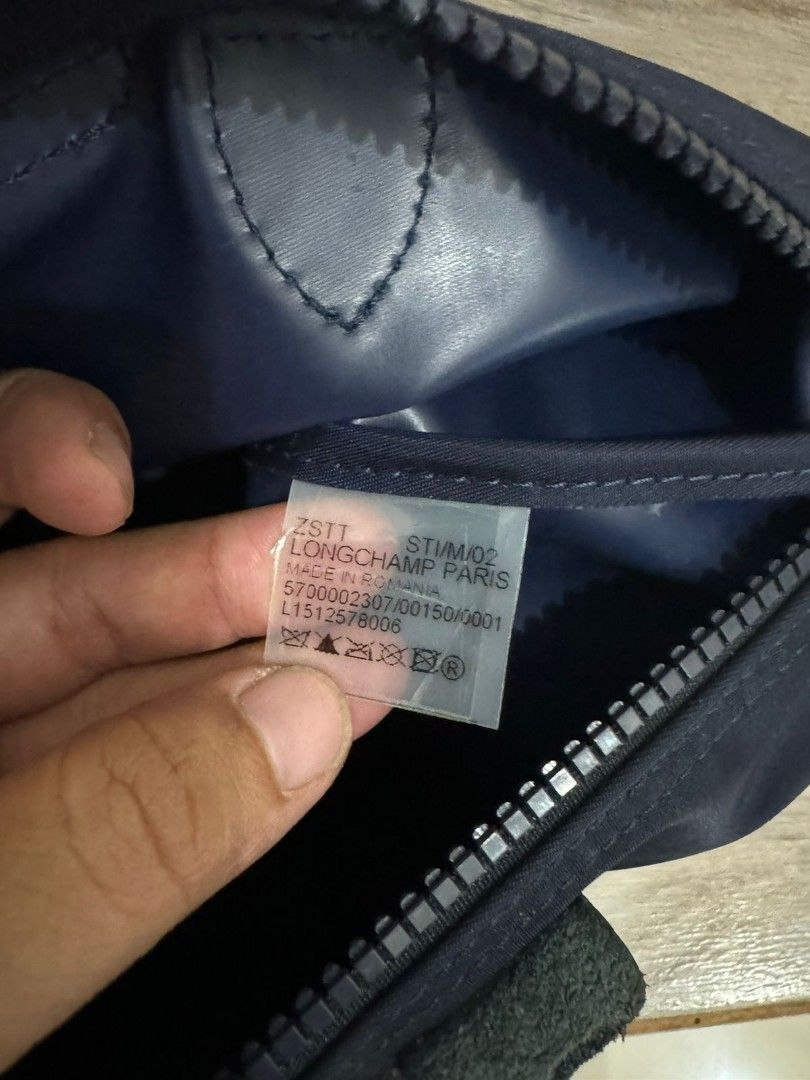 ZSTT STI/M/02
LONGCHAMP PARIS
MADE IN ROMANIA
5700002307/00150/0001
L1512578006
®